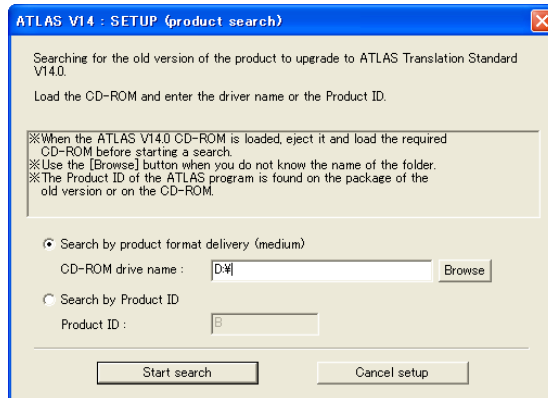 ATLAS V14 : SETUP (product search)
Searching for the old version of the product to upgrade to ATLAS Translation Standard
V14.0.
Load the CD-ROM and enter the driver name or the Product ID.
※When the ATLAS V14.0 CD-ROM is loaded, eject it and load the required
CD-ROM before starting a search.
※Use the [Browse] button when you do not know the name of the folder.
※The Product ID of the ATLAS program is found on the package of the
old version or on the CD-ROM.
Search by product format delivery (medium)
CD-ROM drive name : D:¥ Browse
Search by Product ID
Product ID : B
Start search Cancel setup